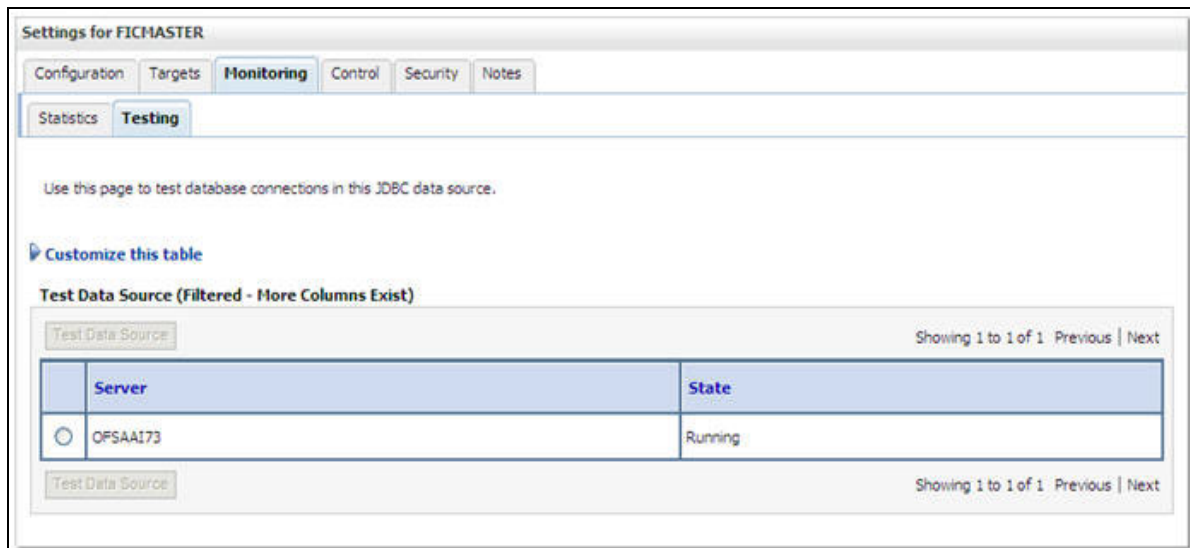 Settings for FICMASTER
Configuration Targets Monitoring Control Security Notes
Statistics Testing
Use this page to test database connections in this JDBC data source.
Customize this table
Test Data Source (Filtered - More Columns Exist)
Test Data Source Showing 1 to 1 of 1 Previous | Next
Server State
OFSAAI73 Running
Test Data Source Showing 1 to 1 of 1 Previous | Next